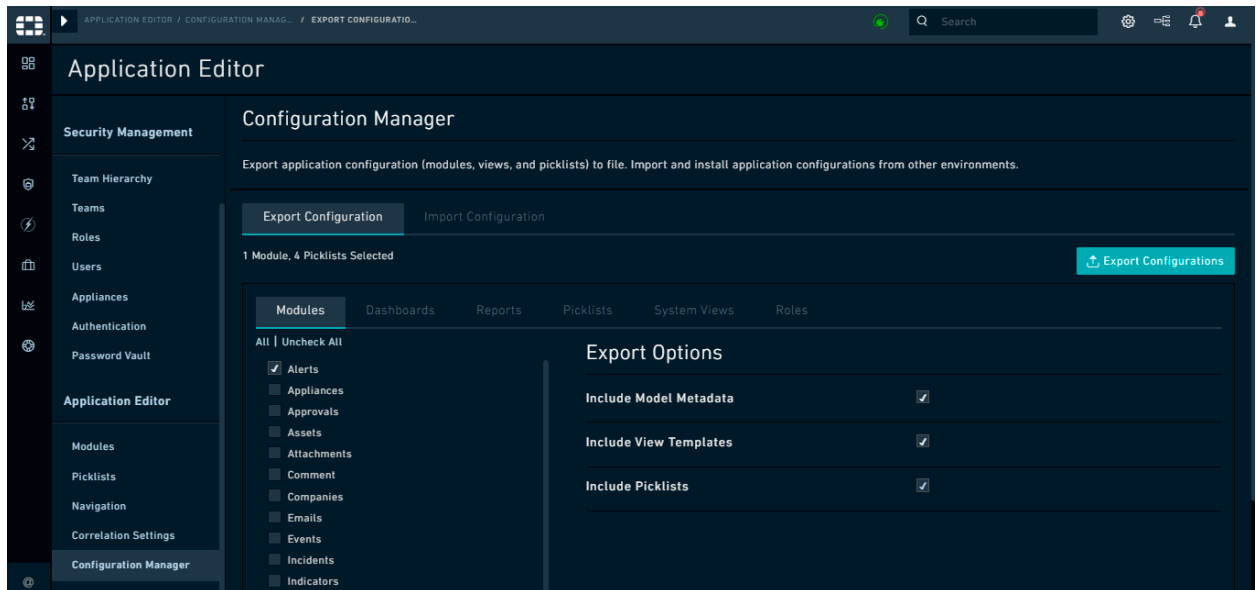 APPLICATION EDITOR / CONFIGURATION MANAG... / EXPORT CONFIGURATIO...
Search
Application Editor
Security Management
Team Hierarchy
Teams
Roles
Users
Appliances
Authentication
Password Vault
Application Editor
Modules
Picklists
Navigation
Correlation Settings
Configuration Manager
@
Configuration Manager
Export application configuration (modules, views, and picklists) to file. Import and install application configurations from other environments.
Export Configuration
Import Configuration
1 Module, 4 Picklists Selected
Export Configurations
Modules
Dashboards
Reports
Picklists
System Views
Roles
All | Uncheck All
Alerts
Appliances
Approvals
Assets
Attachments
Comment
Companies
Emails
Events
Incidents
Indicators
Export Options
Include Model Metadata
Include View Templates
Include Picklists